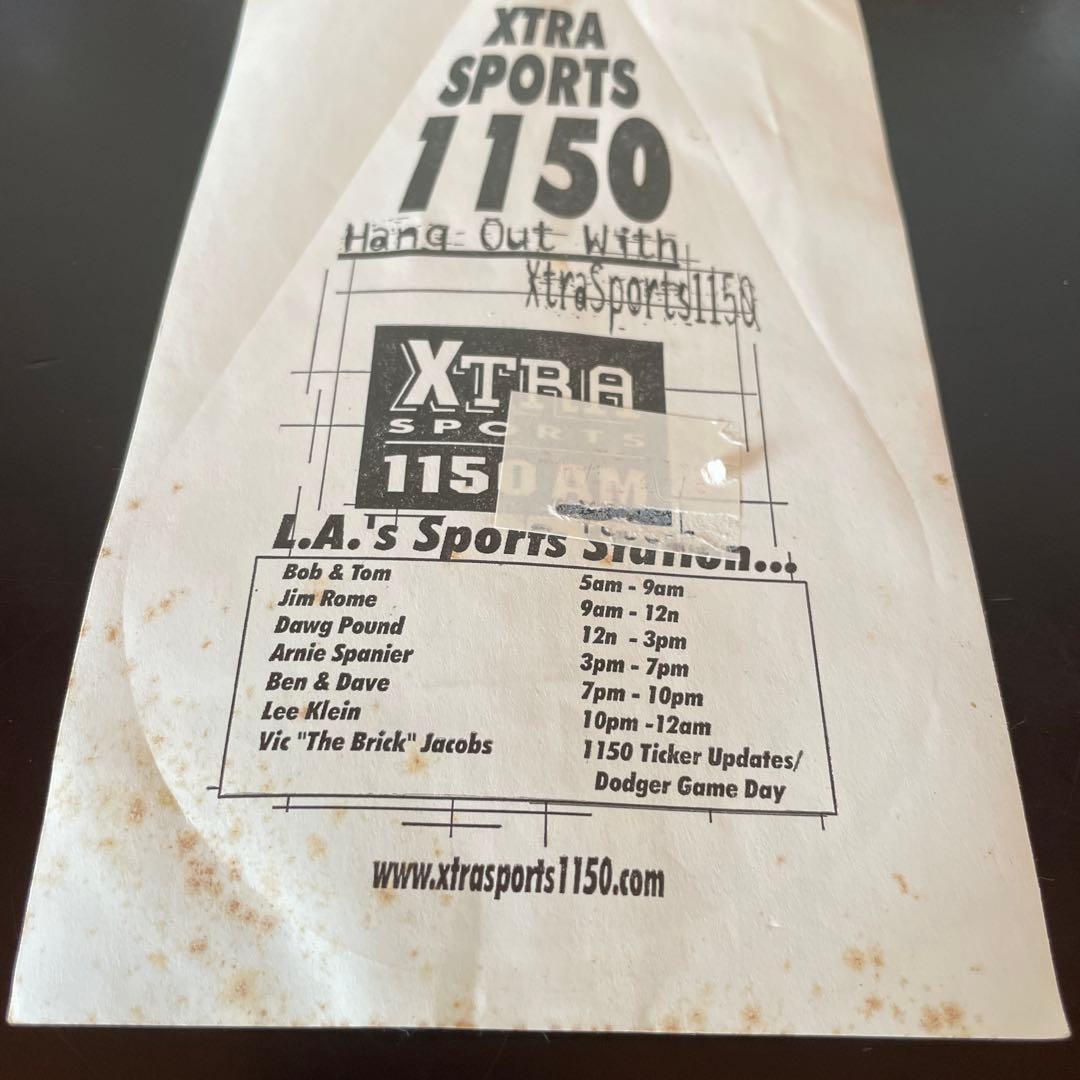 XTRA
SPORTS
1150
Hang Out With
XtraSports1150
XTRA
SPORTS
1150 AM
L.A.'s Sports Station...
Bob & Tom 5am - 9am
Jim Rome 9am - 12n
Dawg Pound 12n - 3pm
Arnie Spanier 3pm - 7pm
Ben & Dave 7pm - 10pm
Lee Klein 10pm -12am
Vic "The Brick" Jacobs 1150 Ticker Updates/
Dodger Game Day
www.xtrasports1150.com